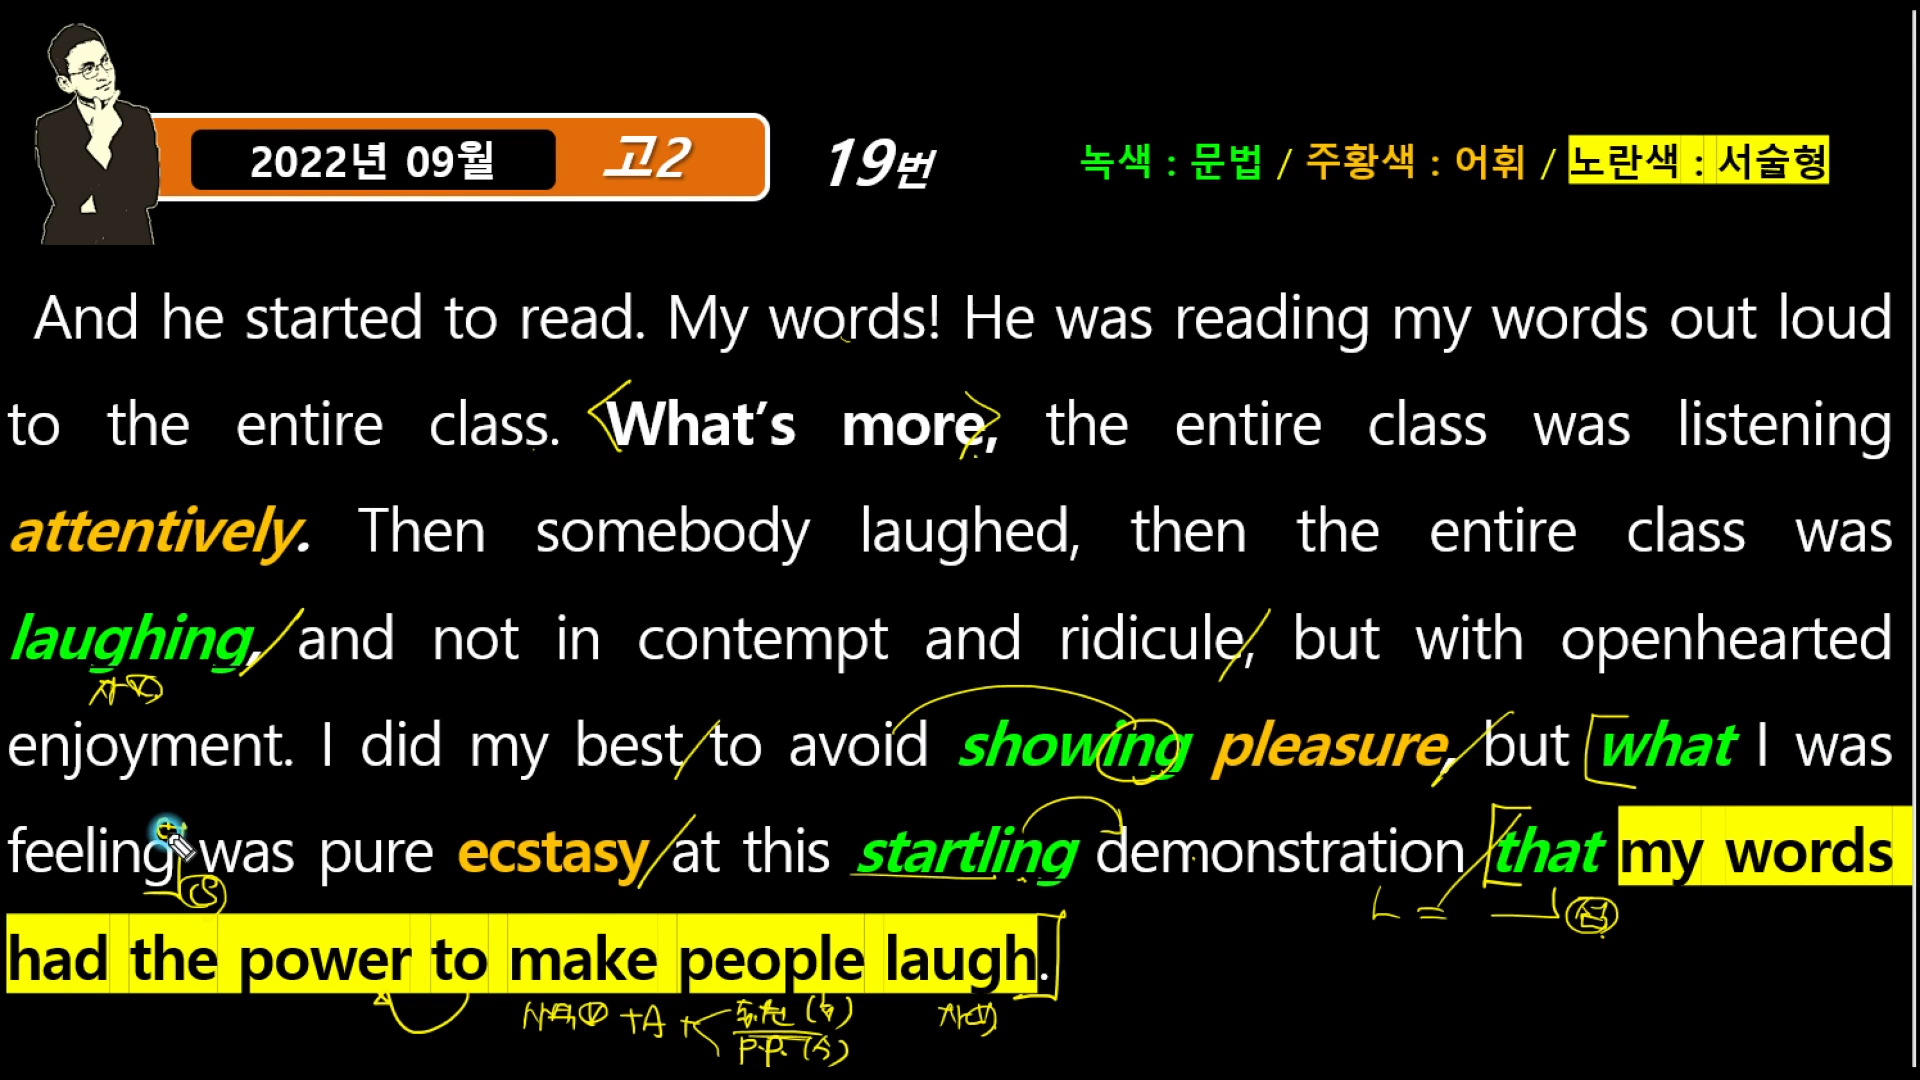 2022년 09월 고2 19번 녹색 : 문법 / 주황색 : 어휘 / 노란색 : 서술형
And he started to read. My words! He was reading my words out loud
to the entire class. What's more, the entire class was listening
attentively. Then somebody laughed, then the entire class was
laughing, and not in contempt and ridicule, but with openhearted
enjoyment. I did my best to avoid showing pleasure, but what I was
feeling was pure ecstasy at this startling demonstration that my words
had the power to make people laugh.
+A
P.P. (수)